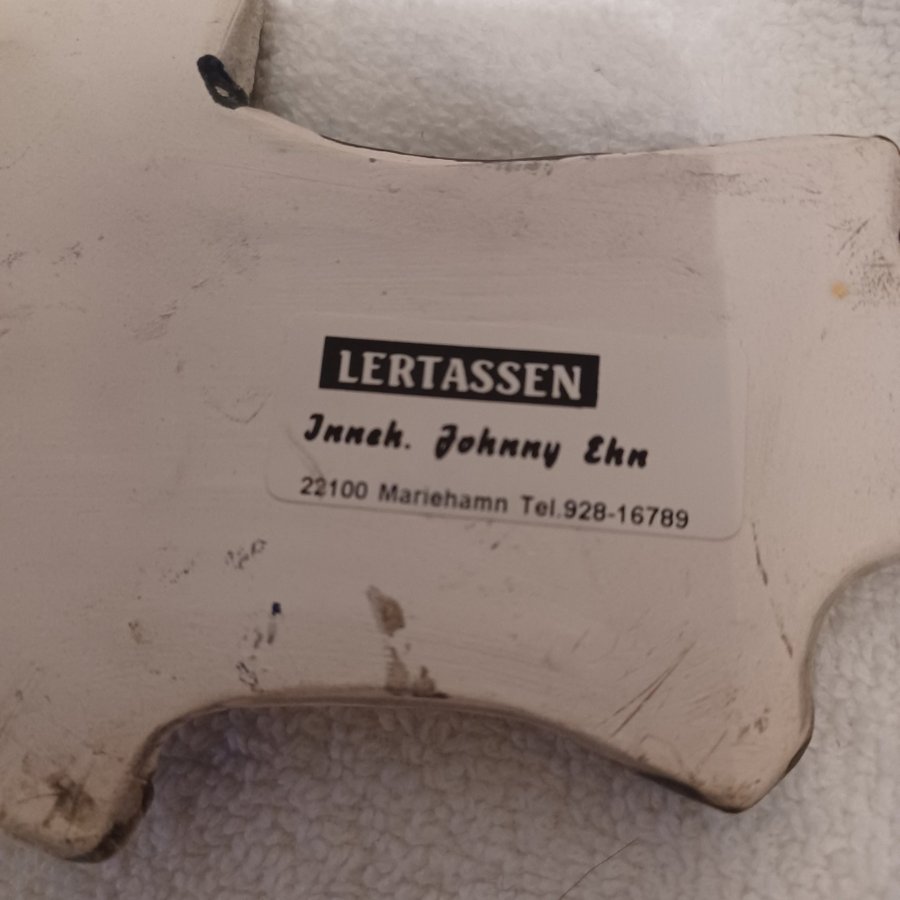 LERTASSEN
Inneh. Johnny Ehn
22100 Mariehamn Tel.928-16789